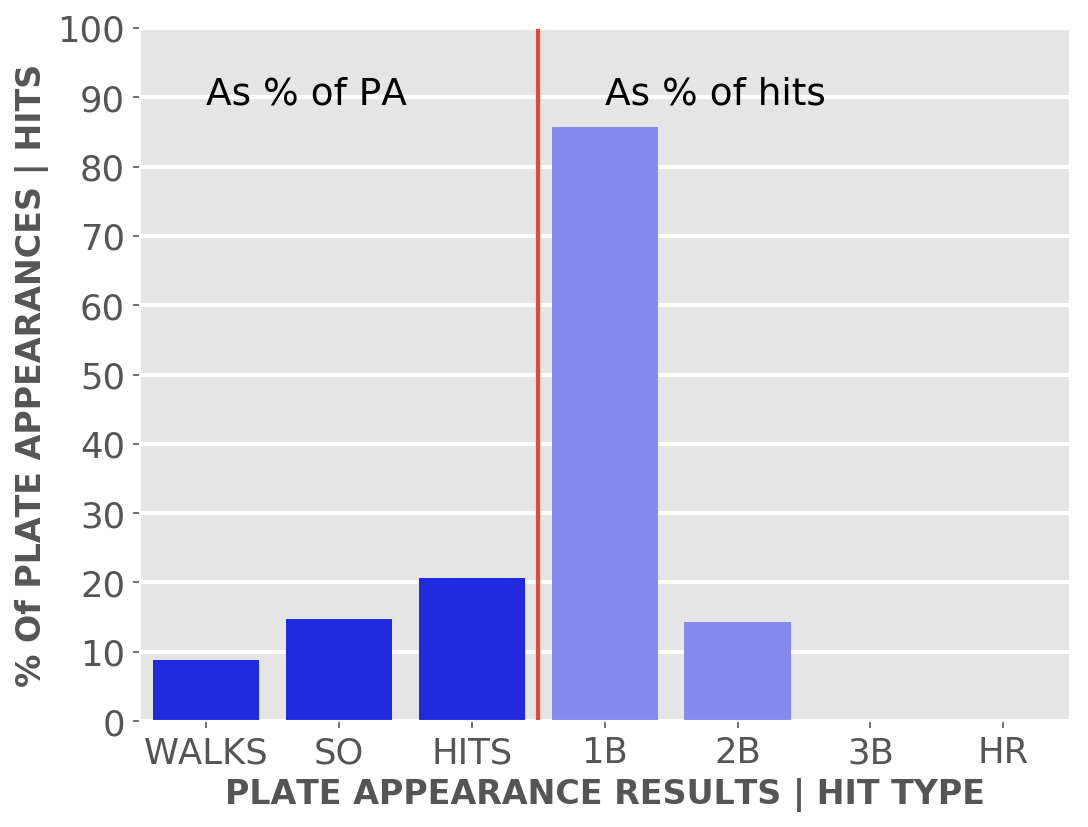 % Of PLATE APPEARANCES | HITS
100
90
80
70
60
50
40
30
20
10
0
As % of PA
As % of hits
WALKS SO HITS 1B 2B 3B HR
PLATE APPEARANCE RESULTS | HIT TYPE